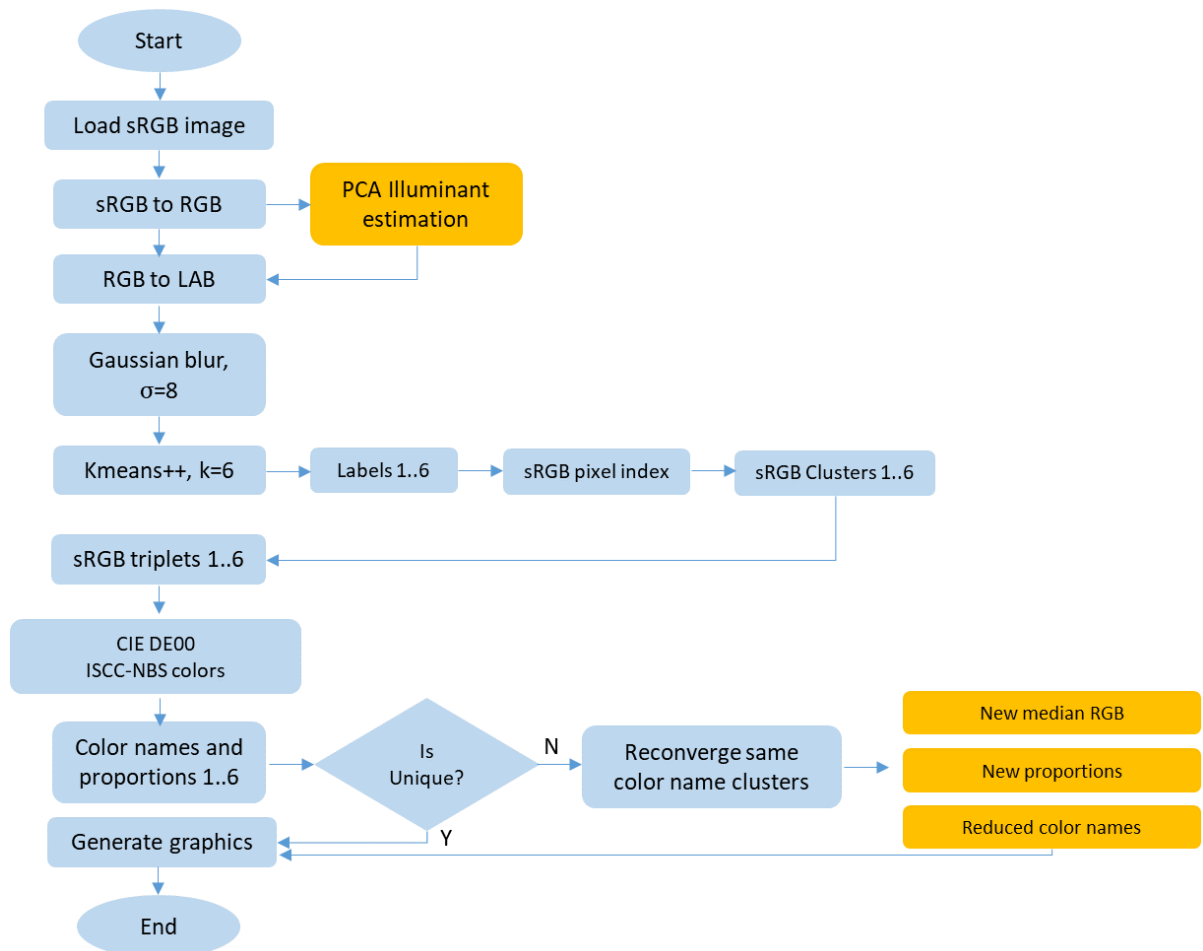 Start
Load sRGB image
sRGB to RGB
PCA Illuminant
estimation
RGB to LAB
Gaussian blur,
σ=8
Kmeans++, k=6
Labels 1..6
sRGB pixel index
sRGB Clusters 1..6
sRGB triplets 1..6
CIE DE00
ISCC-NBS colors
Color names and
proportions 1..6
Is
Unique?
N
Reconverge same
color name clusters
New median RGB
New proportions
Reduced color names
Y
Generate graphics
End